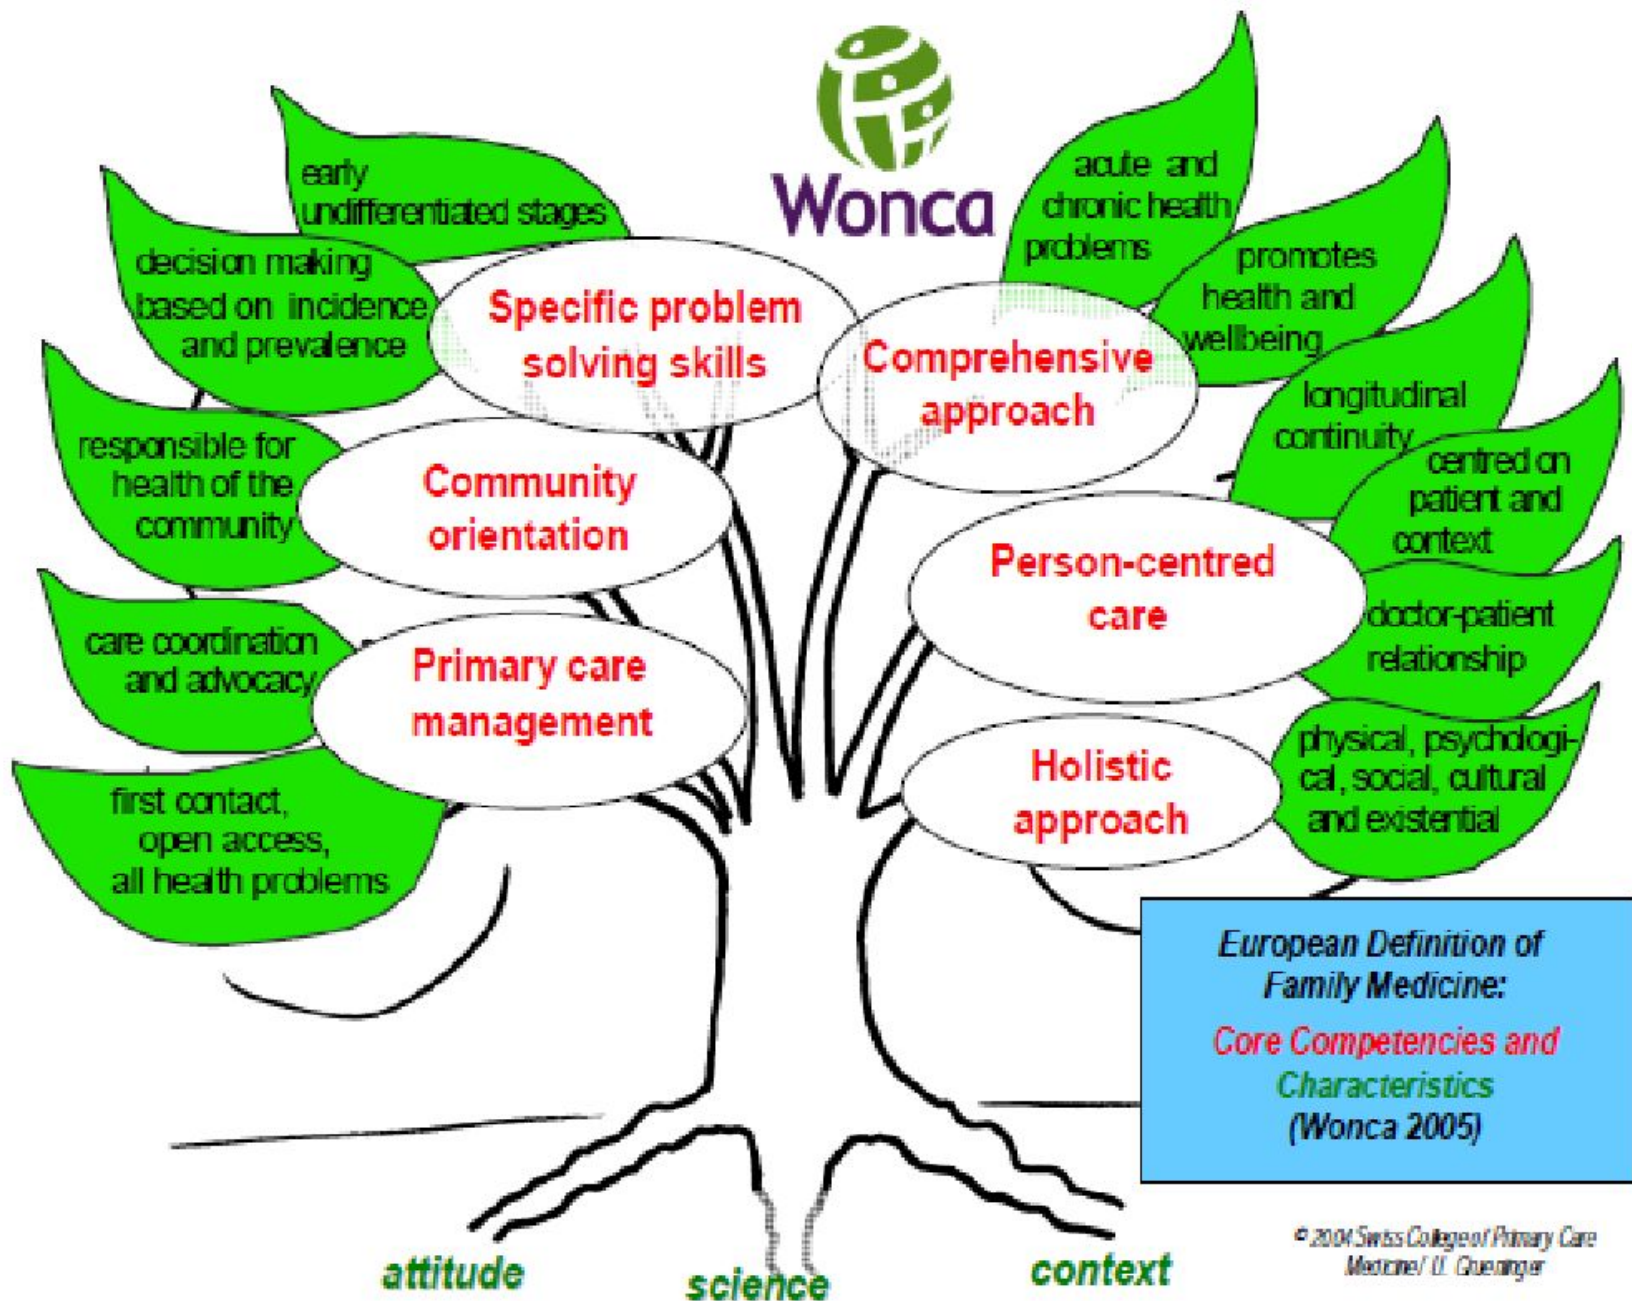 Wonca
early
undifferentiated stages
decision making
based on incidence
and prevalence
responsible for
health of the
community
care coordination
and advocacy
first contact,
open access,
all health problems
Specific problem
solving skills
Community
orientation
Primary care
management
Comprehensive
approach
Person-centred
care
Holistic
approach
acute and
chronic health
problems
promotes
health and
wellbeing
longitudinal
continuity
centred on
patient and
context
doctor-patient
relationship
physical, psychologi-
cal, social, cultural
and existential
European Definition of
Family Medicine:
Core Competencies and
Characteristics
(Wonca 2005)
attitude
science
context
© 2004 Swiss College of Primary Care
Medicine / U. Grueninger